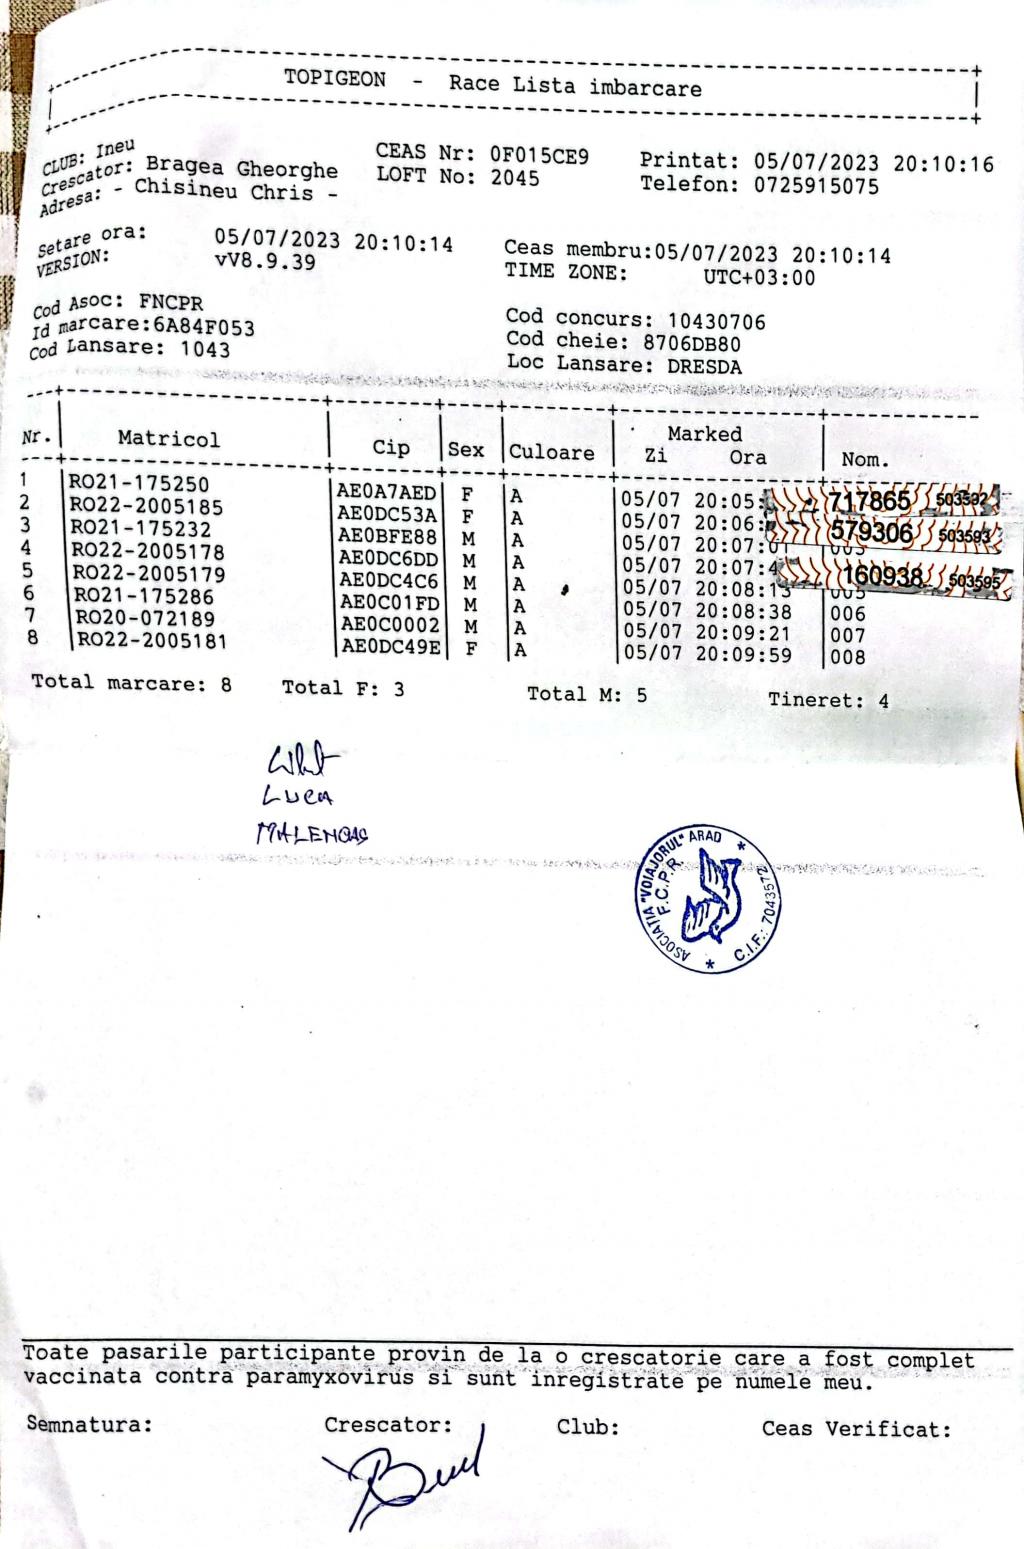 TOPIGEON - Race Lista imbarcare
CLUB: Ineu
Crescator: Bragea Gheorghe
Adresa: - Chisineu Chris -
CEAS Nr: 0F015CE9
LOFT No: 2045
Printat: 05/07/2023 20:10:16
Telefon: 0725915075
Setare ora: 05/07/2023 20:10:14
VERSION: vV8.9.39
Ceas membru:05/07/2023 20:10:14
TIME ZONE: UTC+03:00
Cod Asoc: FNCPR
Id marcare:6A84F053
Cod Lansare: 1043
Cod concurs: 10430706
Cod cheie: 8706DB80
Loc Lansare: DRESDA
Nr. Matricol Cip Sex Culoare Marked Zi Ora Nom.
1 RO21-175250 AE0A7AED F A 05/07 20:05: 717865 503592
2 RO22-2005185 AE0DC53A F A 05/07 20:06: 579306 503593
3 RO21-175232 AE0BFE88 M A 05/07 20:07:01 003
4 RO22-2005178 AE0DC6DD M A 05/07 20:07:4 160938 503595
5 RO22-2005179 AE0DC4C6 M A 05/07 20:08:13 005
6 RO21-175286 AE0C01FD M A 05/07 20:08:38 006
7 RO20-072189 AE0C0002 M A 05/07 20:09:21 007
8 RO22-2005181 AE0DC49E F A 05/07 20:09:59 008
Total marcare: 8 Total F: 3 Total M: 5 Tineret: 4
LUCA
ASOCIAȚIA "VOIAJORUL" ARAD
F.C.P.R.
C.I.F.: 7043572
Toate pasarile participante provin de la o crescatorie care a fost complet
vaccinata contra paramyxovirus si sunt inregistrate pe numele meu.
Semnatura: Crescator: Club: Ceas Verificat: